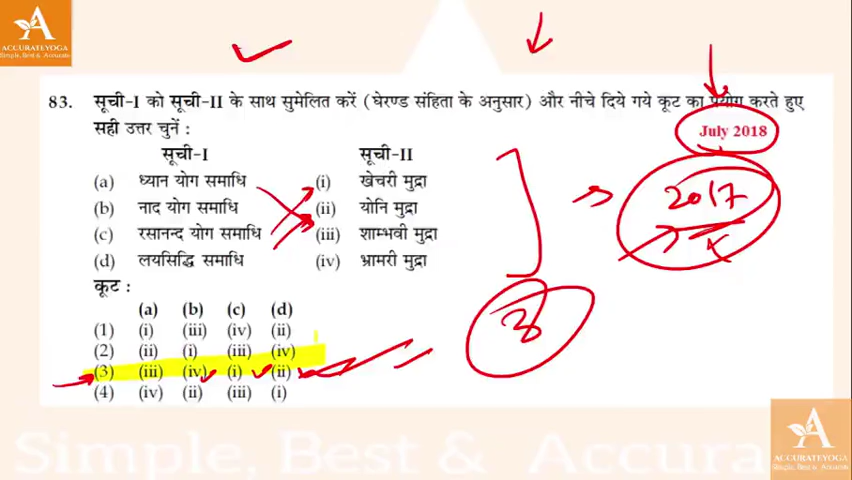 ACCURATEYOGA
Simple, Best & Accurate
83. सूची-I को सूची-II के साथ सुमेलित करें (घेरण्ड संहिता के अनुसार) और नीचे दिये गये कूट का प्रयोग करते हुए
सही उत्तर चुनें :
July 2018
सूची-I सूची-II
(a) ध्यान योग समाधि (i) खेचरी मुद्रा
(b) नाद योग समाधि (ii) योनि मुद्रा
(c) रसानन्द योग समाधि (iii) शाम्भवी मुद्रा
(d) लयसिद्धि समाधि (iv) भ्रामरी मुद्रा
2017
कूट :
(a) (b) (c) (d)
(1) (i) (iii) (iv) (ii)
(2) (ii) (i) (iii) (iv)
(3) (iii) (iv) (i) (ii)
(4) (iv) (ii) (iii) (i)
3
ACCURATEYOGA
Simple, Best & Accurate
Simple, Best & Accura